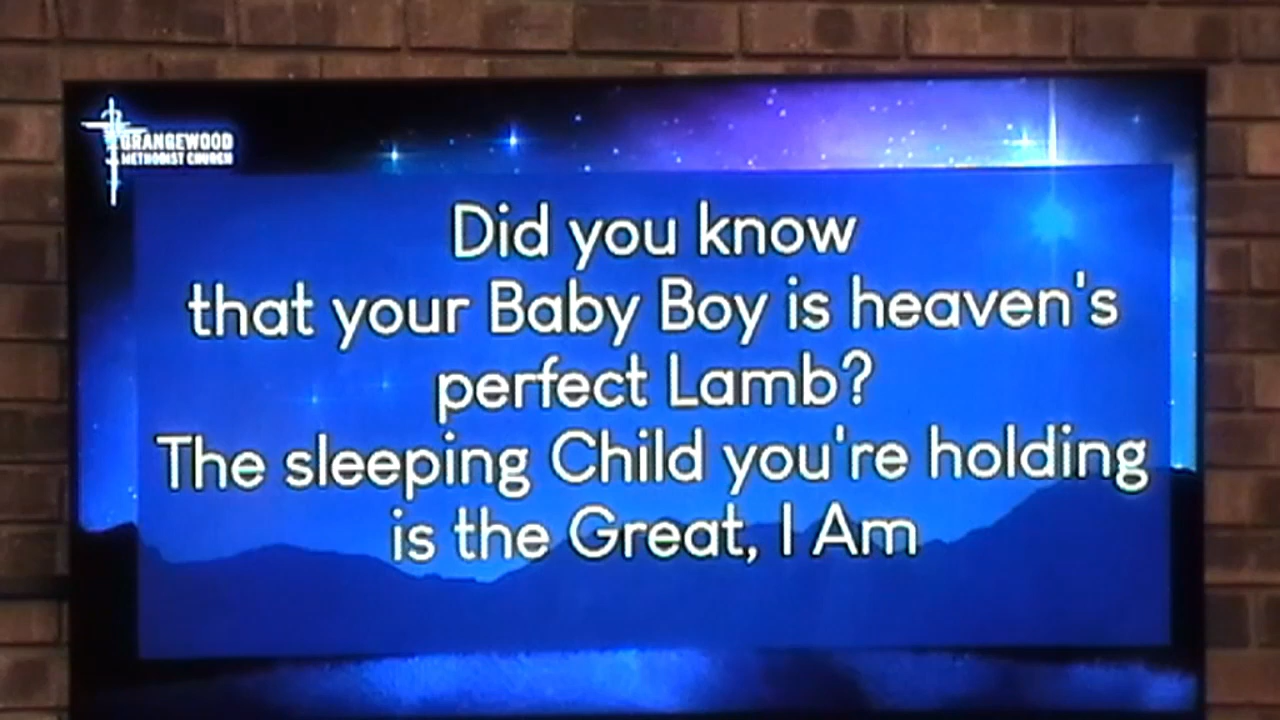 ORANGEWOOD
METHODIST CHURCH
Did you know
that your Baby Boy is heaven's
perfect Lamb?
The sleeping Child you're holding
is the Great, I Am